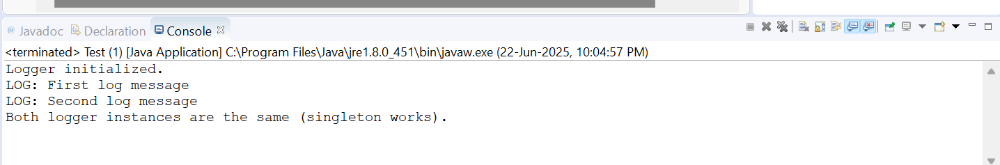 @ Javadoc Declaration Console
<terminated> Test (1) [Java Application] C:\Program Files\Java\jre1.8.0_451\bin\javaw.exe (22-Jun-2025, 10:04:57 PM)
Logger initialized.
LOG: First log message
LOG: Second log message
Both logger instances are the same (singleton works).